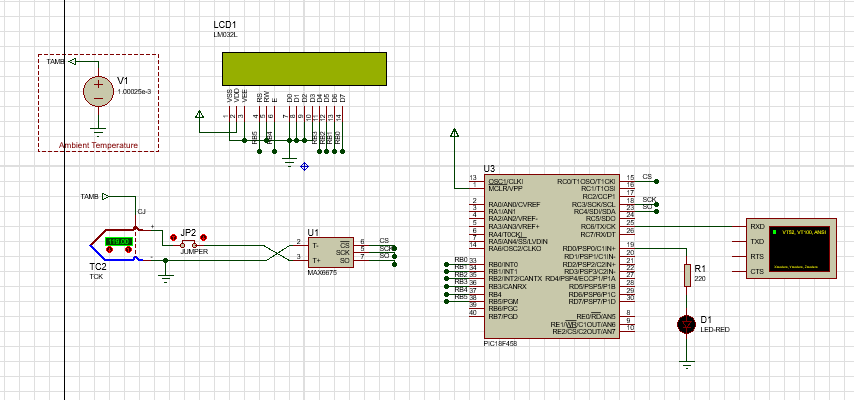 LCD1
LM032L
TAMB
V1
1.00025e-3
Ambient Temperature
VSS
VDD
VEE
RS
RW
E
D0
D1
D2
D3
D4
D5
D6
D7
1
2
3
4
5
6
7
8
9
10
11
12
13
14
RB5
RB4
RB3
RB2
RB1
RB0
TAMB
CJ
+
-
119.00
TC2
TCK
JP2
JUMPER
U1
2
3
T-
T+
CS
SCK
SO
6
5
7
CS
SCK
SO
MAX6675
U3
13
1
2
3
4
5
6
7
14
OSC1/CLKI
MCLR/VPP
RA0/AN0/CVREF
RA1/AN1
RA2/AN2/VREF-
RA3/AN3/VREF+
RA4/T0CKI
RA5/AN4/SS/LVDIN
RA6/OSC2/CLKO
RB0 33
RB1 34
RB2 35
RB3 36
RB4 37
RB5 38
39
40
RB0/INT0
RB1/INT1
RB2/INT2/CANTX
RB3/CANRX
RB4
RB5/PGM
RB6/PGC
RB7/PGD
RC0/T1OSO/T1CKI
RC1/T1OSI
RC2/CCP1
RC3/SCK/SCL
RC4/SDI/SDA
RC5/SDO
RC6/TX/CK
RC7/RX/DT
15
16
17
18
23
24
25
26
CS
SCK
SO
RD0/PSP0/C1IN+
RD1/PSP1/C1IN-
RD2/PSP2/C2IN+
RD3/PSP3/C2IN-
RD4/PSP4/ECCP1/P1A
RD5/PSP5/P1B
RD6/PSP6/P1C
RD7/PSP7/P1D
19
20
21
22
27
28
29
30
RE0/RD/AN5
RE1/WR/C1OUT/AN6
RE2/CS/C2OUT/AN7
8
9
10
PIC18F458
R1
220
D1
LED-RED
RXD
TXD
RTS
CTS
VT52, VT100, ANSI